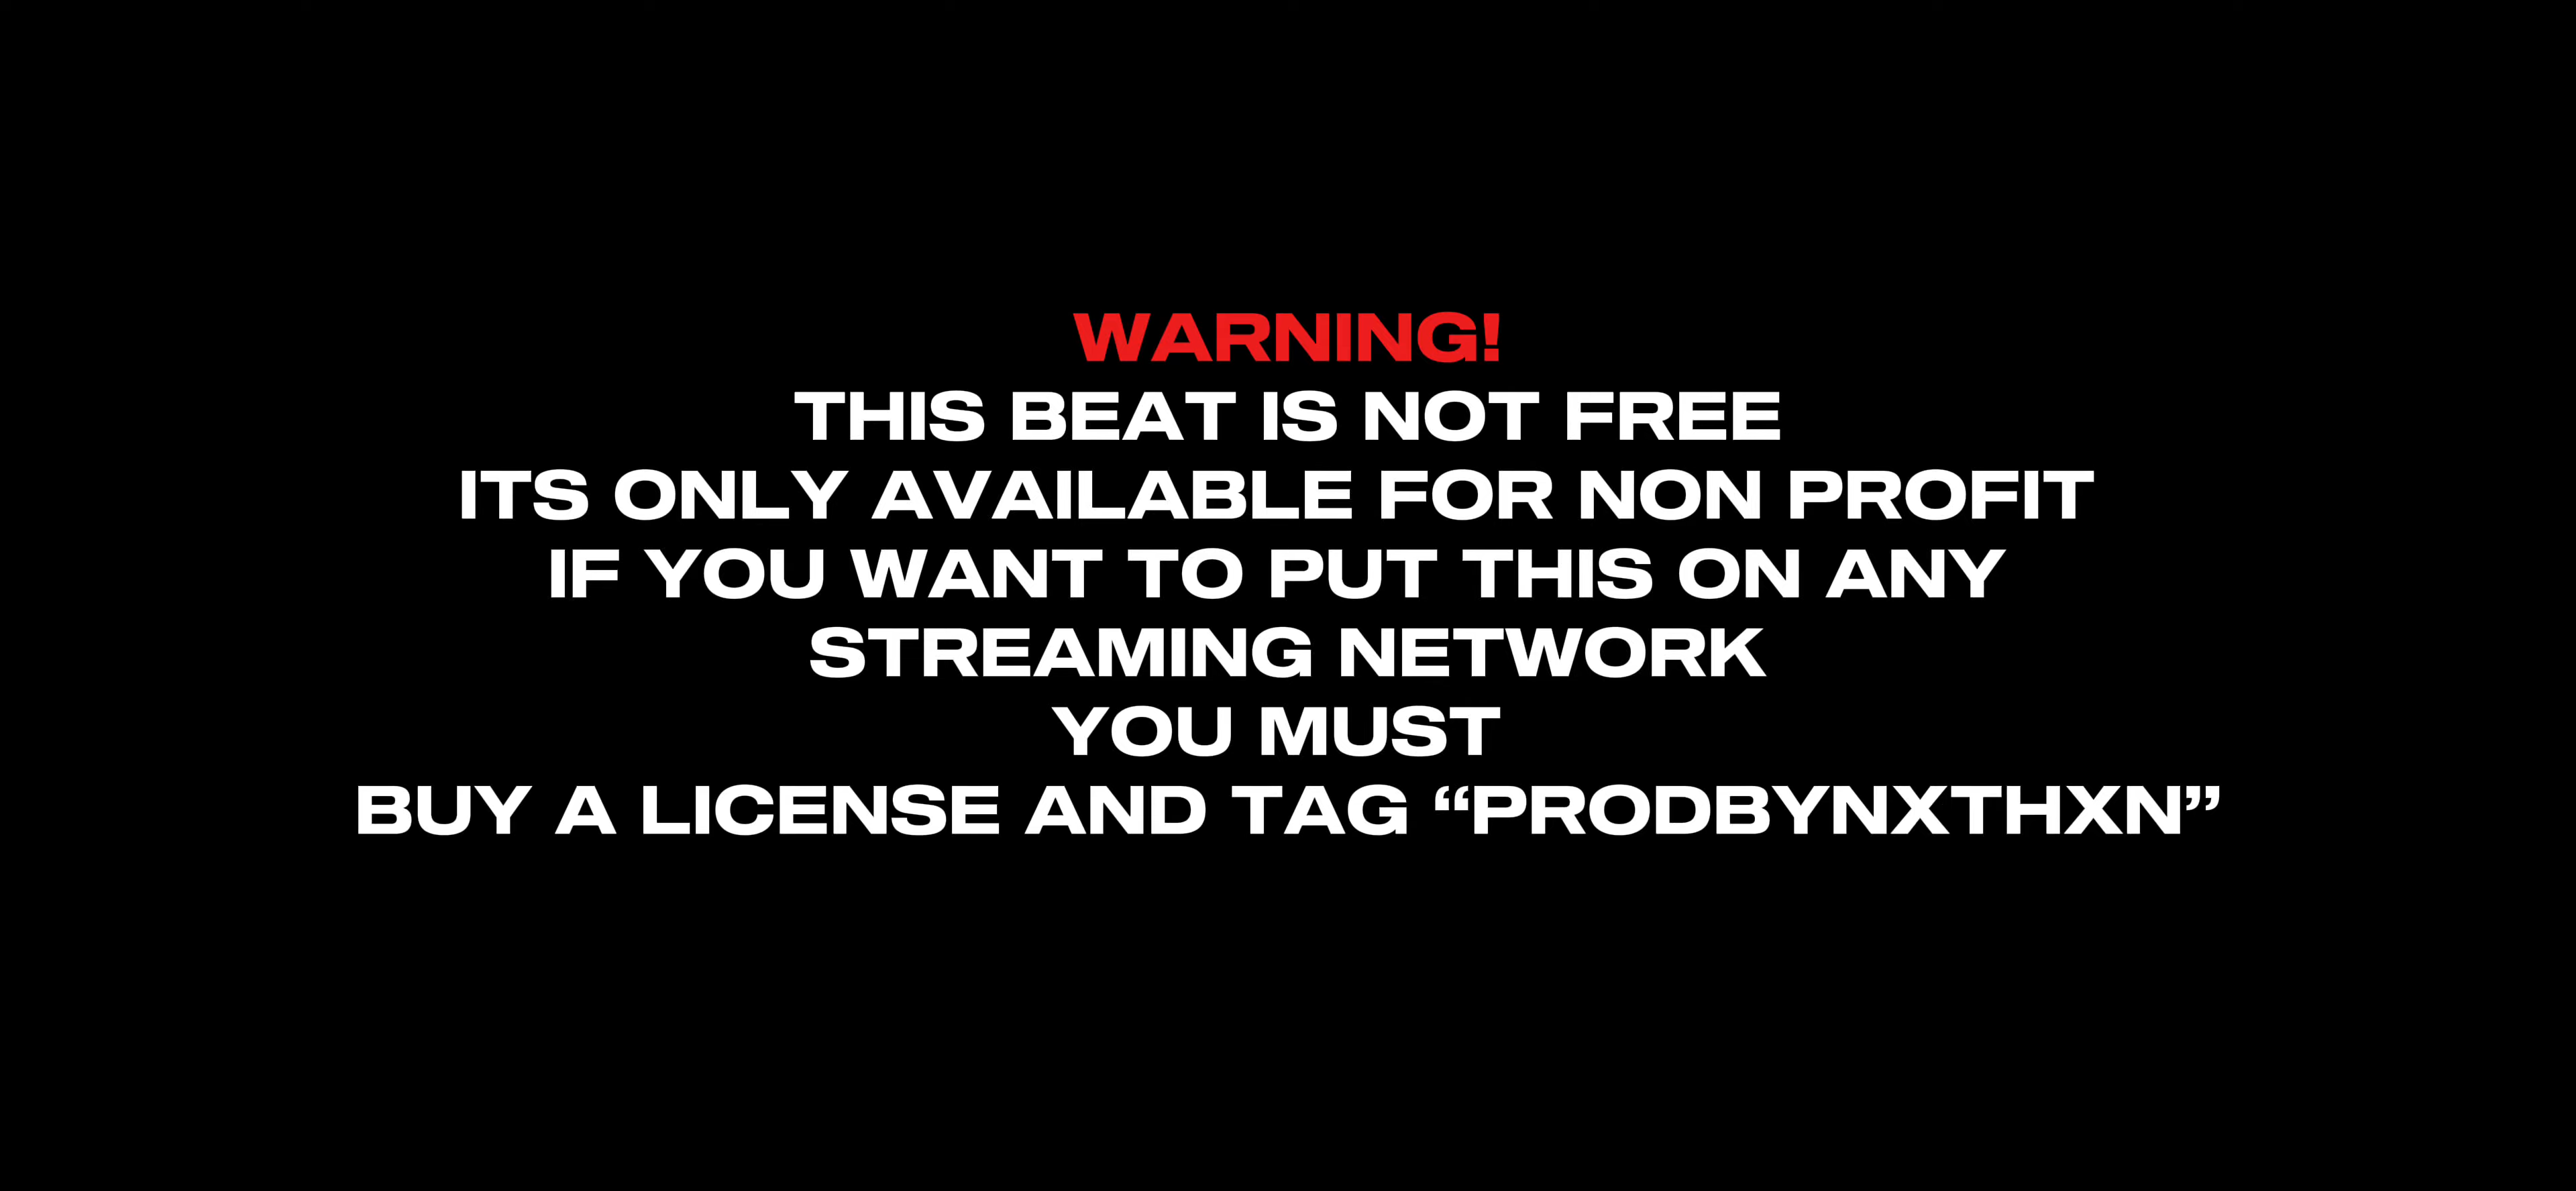 WARNING!
THIS BEAT IS NOT FREE
ITS ONLY AVAILABLE FOR NON PROFIT
IF YOU WANT TO PUT THIS ON ANY
STREAMING NETWORK
YOU MUST
BUY A LICENSE AND TAG “PRODBYNXTHXN”